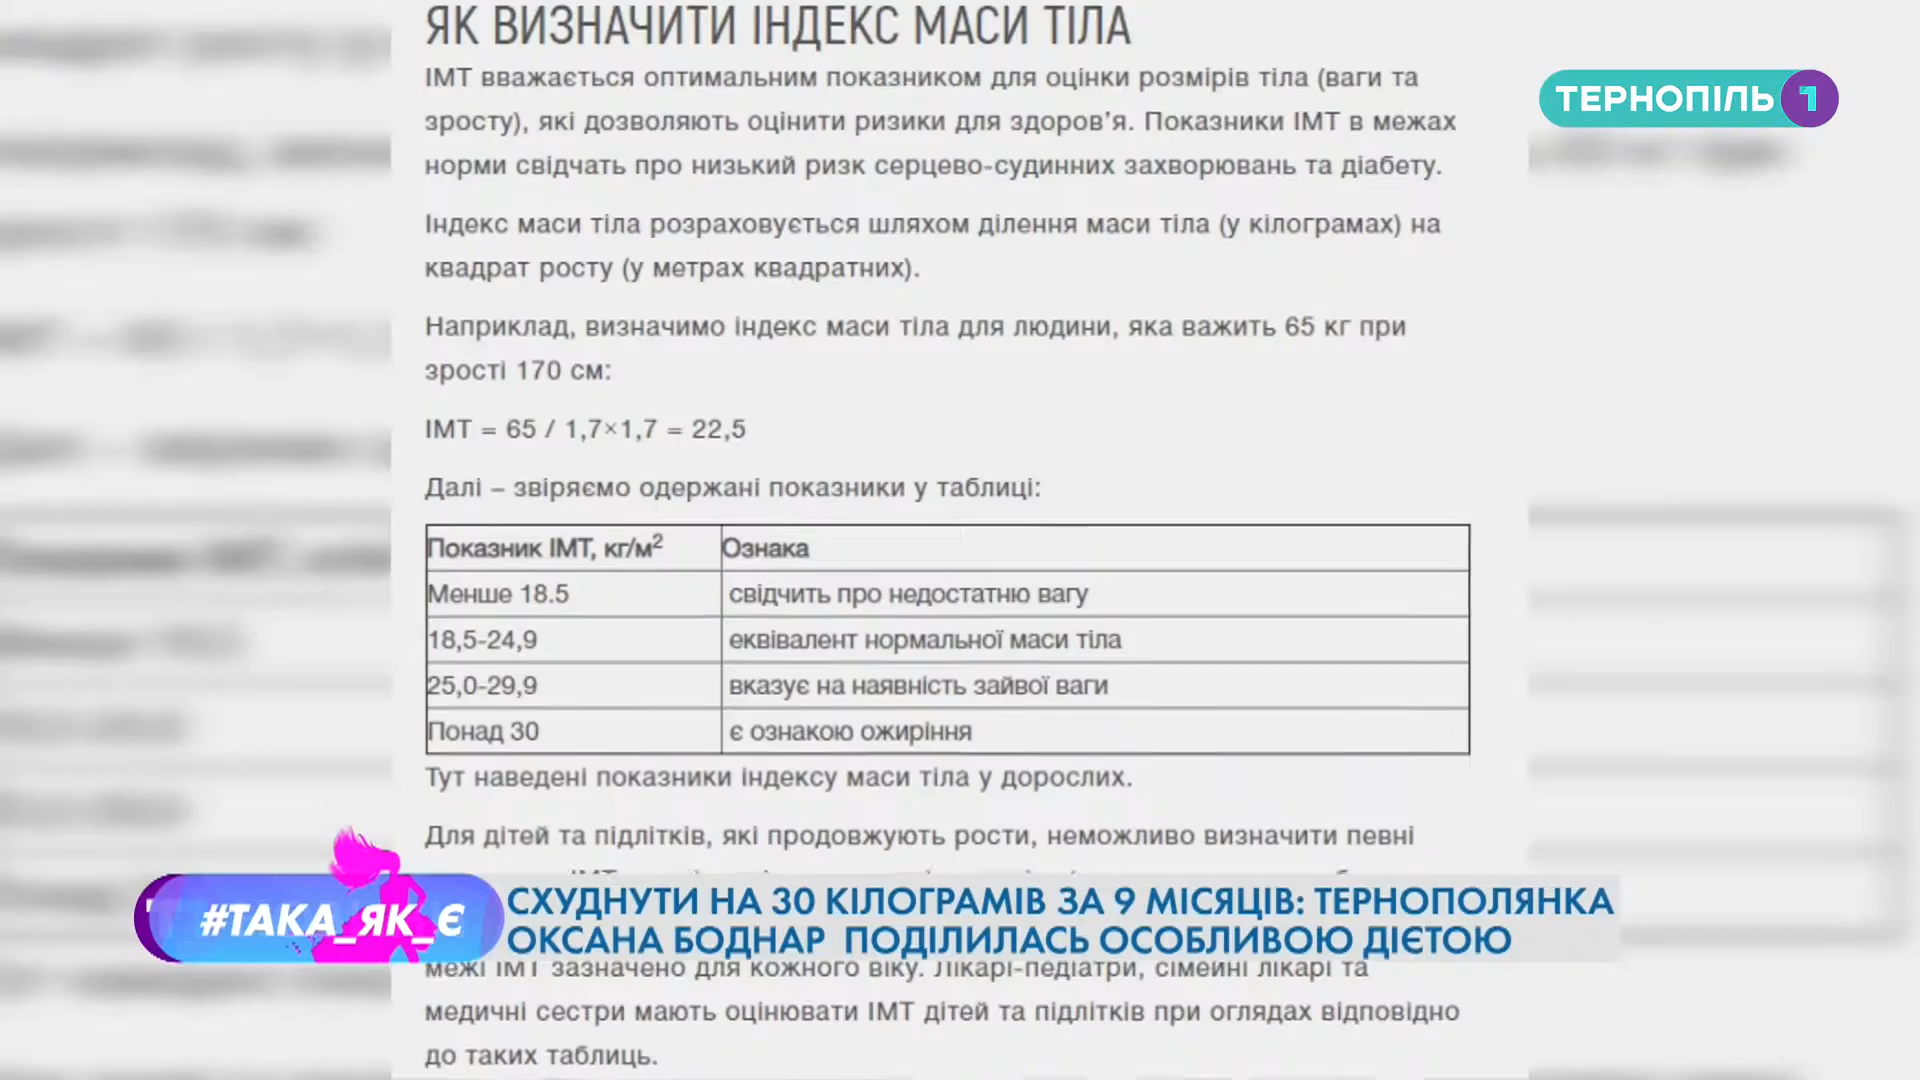 ЯК ВИЗНАЧИТИ ІНДЕКС МАСИ ТІЛА
ІМТ вважається оптимальним показником для оцінки розмірів тіла (ваги та
зросту), які дозволяють оцінити ризики для здоров’я. Показники ІМТ в межах
норми свідчать про низький ризк серцево-судинних захворювань та діабету.
ТЕРНОПІЛЬ 1
Індекс маси тіла розраховується шляхом ділення маси тіла (у кілограмах) на
квадрат росту (у метрах квадратних).
Наприклад, визначимо індекс маси тіла для людини, яка важить 65 кг при
зрості 170 см:
ІМТ = 65 / 1,7×1,7 = 22,5
Далі – звіряємо одержані показники у таблиці:
Показник ІМТ, кг/м² Ознака
Менше 18.5 свідчить про недостатню вагу
18,5-24,9 еквівалент нормальної маси тіла
25,0-29,9 вказує на наявність зайвої ваги
Понад 30 є ознакою ожиріння
Тут наведені показники індексу маси тіла у дорослих.
Для дітей та підлітків, які продовжують рости, неможливо визначити певні
#ТАКА_ЯК_Є
СХУДНУТИ НА 30 КІЛОГРАМІВ ЗА 9 МІСЯЦІВ: ТЕРНОПОЛЯНКА
ОКСАНА БОДНАР ПОДІЛИЛАСЬ ОСОБЛИВОЮ ДІЄТОЮ
межі ІМТ зазначено для кожного віку. Лікарі-педіатри, сімейні лікарі та
медичні сестри мають оцінювати ІМТ дітей та підлітків при оглядах відповідно
до таких таблиць.